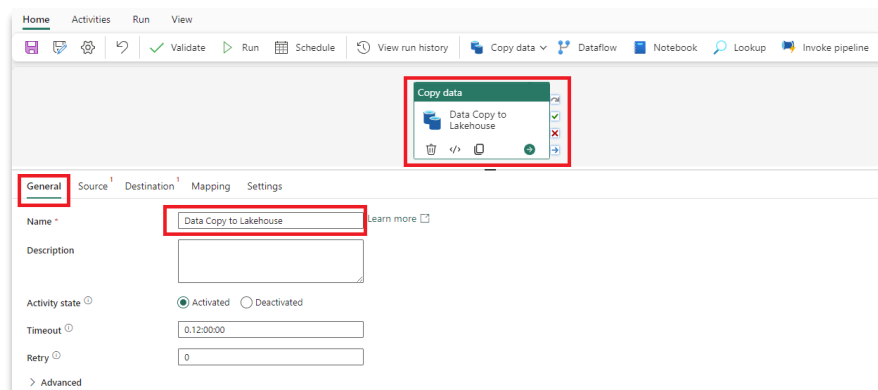 Home Activities Run View
Validate Run Schedule View run history Copy data Dataflow Notebook Lookup Invoke pipeline
Copy data
Data Copy to
Lakehouse
General Source 1 Destination 1 Mapping Settings
Name * Data Copy to Lakehouse Learn more
Description
Activity state Activated Deactivated
Timeout 0.12:00:00
Retry 0
Advanced